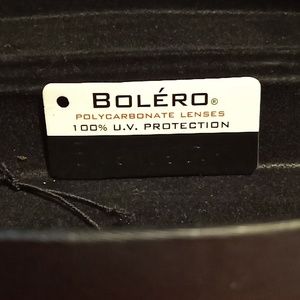 BOLÉRO®
POLYCARBONATE LENSES
100% U.V. PROTECTION